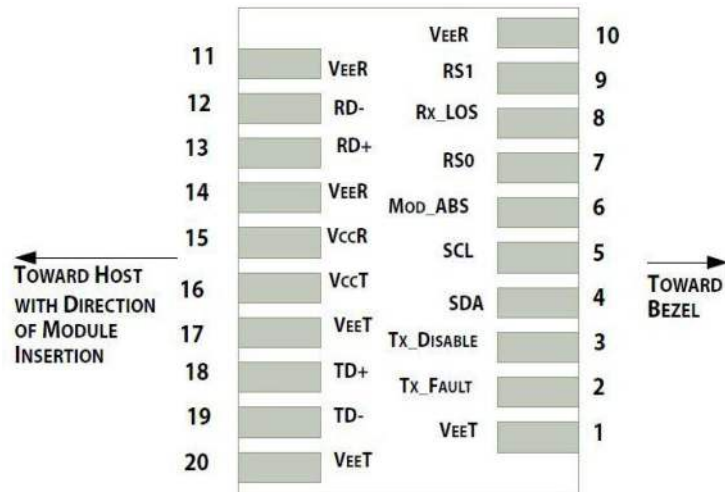 VEER 10
11 VEER
RS1 9
12 RD-
RX_LOS 8
13 RD+
RS0 7
14 VEER
MOD_ABS 6
15 VCCR
SCL 5
TOWARD HOST
WITH DIRECTION
OF MODULE
INSERTION
TOWARD
BEZEL
16 VCCT
SDA 4
17 VEET
TX_DISABLE 3
18 TD+
TX_FAULT 2
19 TD-
VEET 1
20 VEET